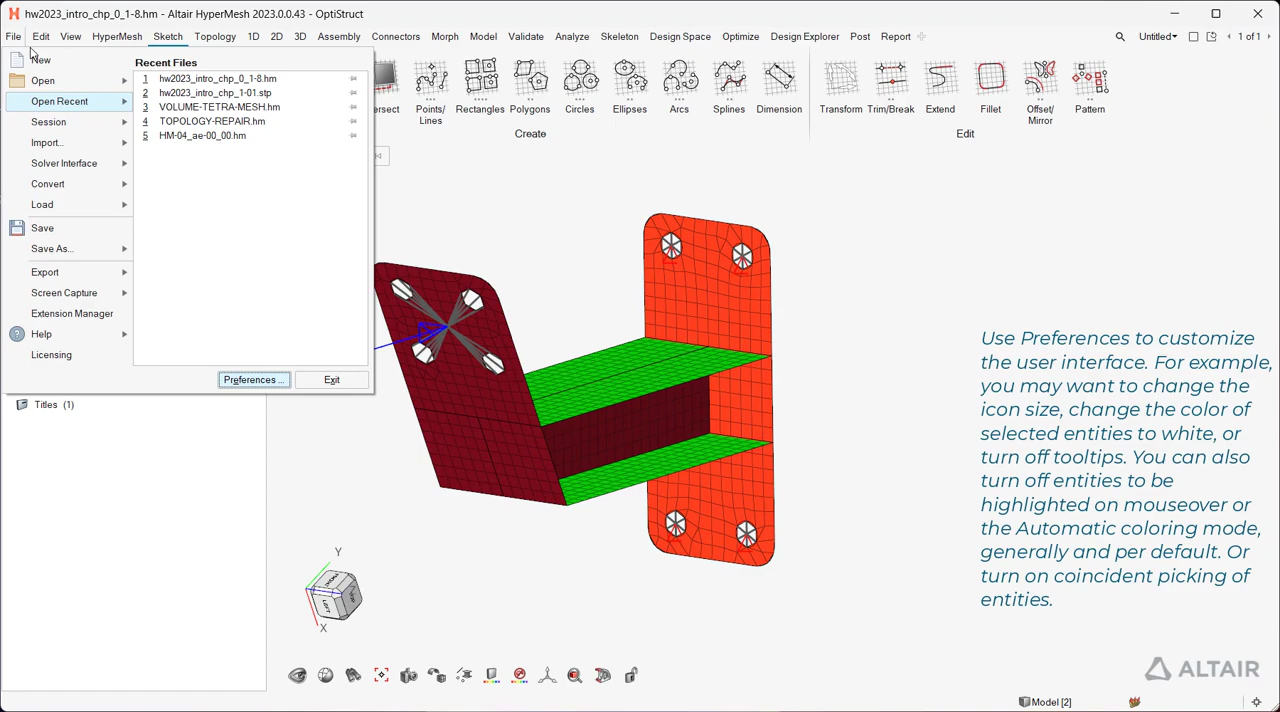 hw2023_intro_chp_0_1-8.hm - Altair HyperMesh 2023.0.0.43 - OptiStruct
File Edit View HyperMesh Sketch Topology 1D 2D 3D Assembly Connectors Morph Model Validate Analyze Skeleton Design Space Optimize Design Explorer Post Report Untitled 1 of 1
New
Open
Open Recent
Session
Import...
Solver Interface
Convert
Load
Save
Save As...
Export
Screen Capture
Extension Manager
Help
Licensing
Recent Files
1 hw2023_intro_chp_0_1-8.hm
2 hw2023_intro_chp_1-01.stp
3 VOLUME-TETRA-MESH.hm
4 TOPOLOGY-REPAIR.hm
5 HM-04_ae-00_00.hm
Preferences ... Exit
ersect Points/ Rectangles Polygons Circles Arcs Ellipses Splines Dimension Transform Trim/Break Extend Fillet Offset/ Pattern
Lines Mirror
Create Edit
Titles (1)
Use Preferences to customize
the user interface. For example,
you may want to change the
icon size, change the color of
selected entities to white, or
turn off tooltips. You can also
turn off entities to be
highlighted on mouseover or
the Automatic coloring mode,
generally and per default. Or
turn on coincident picking of
entities.
Y
LEFT
X
ALTAIR
Model [2]